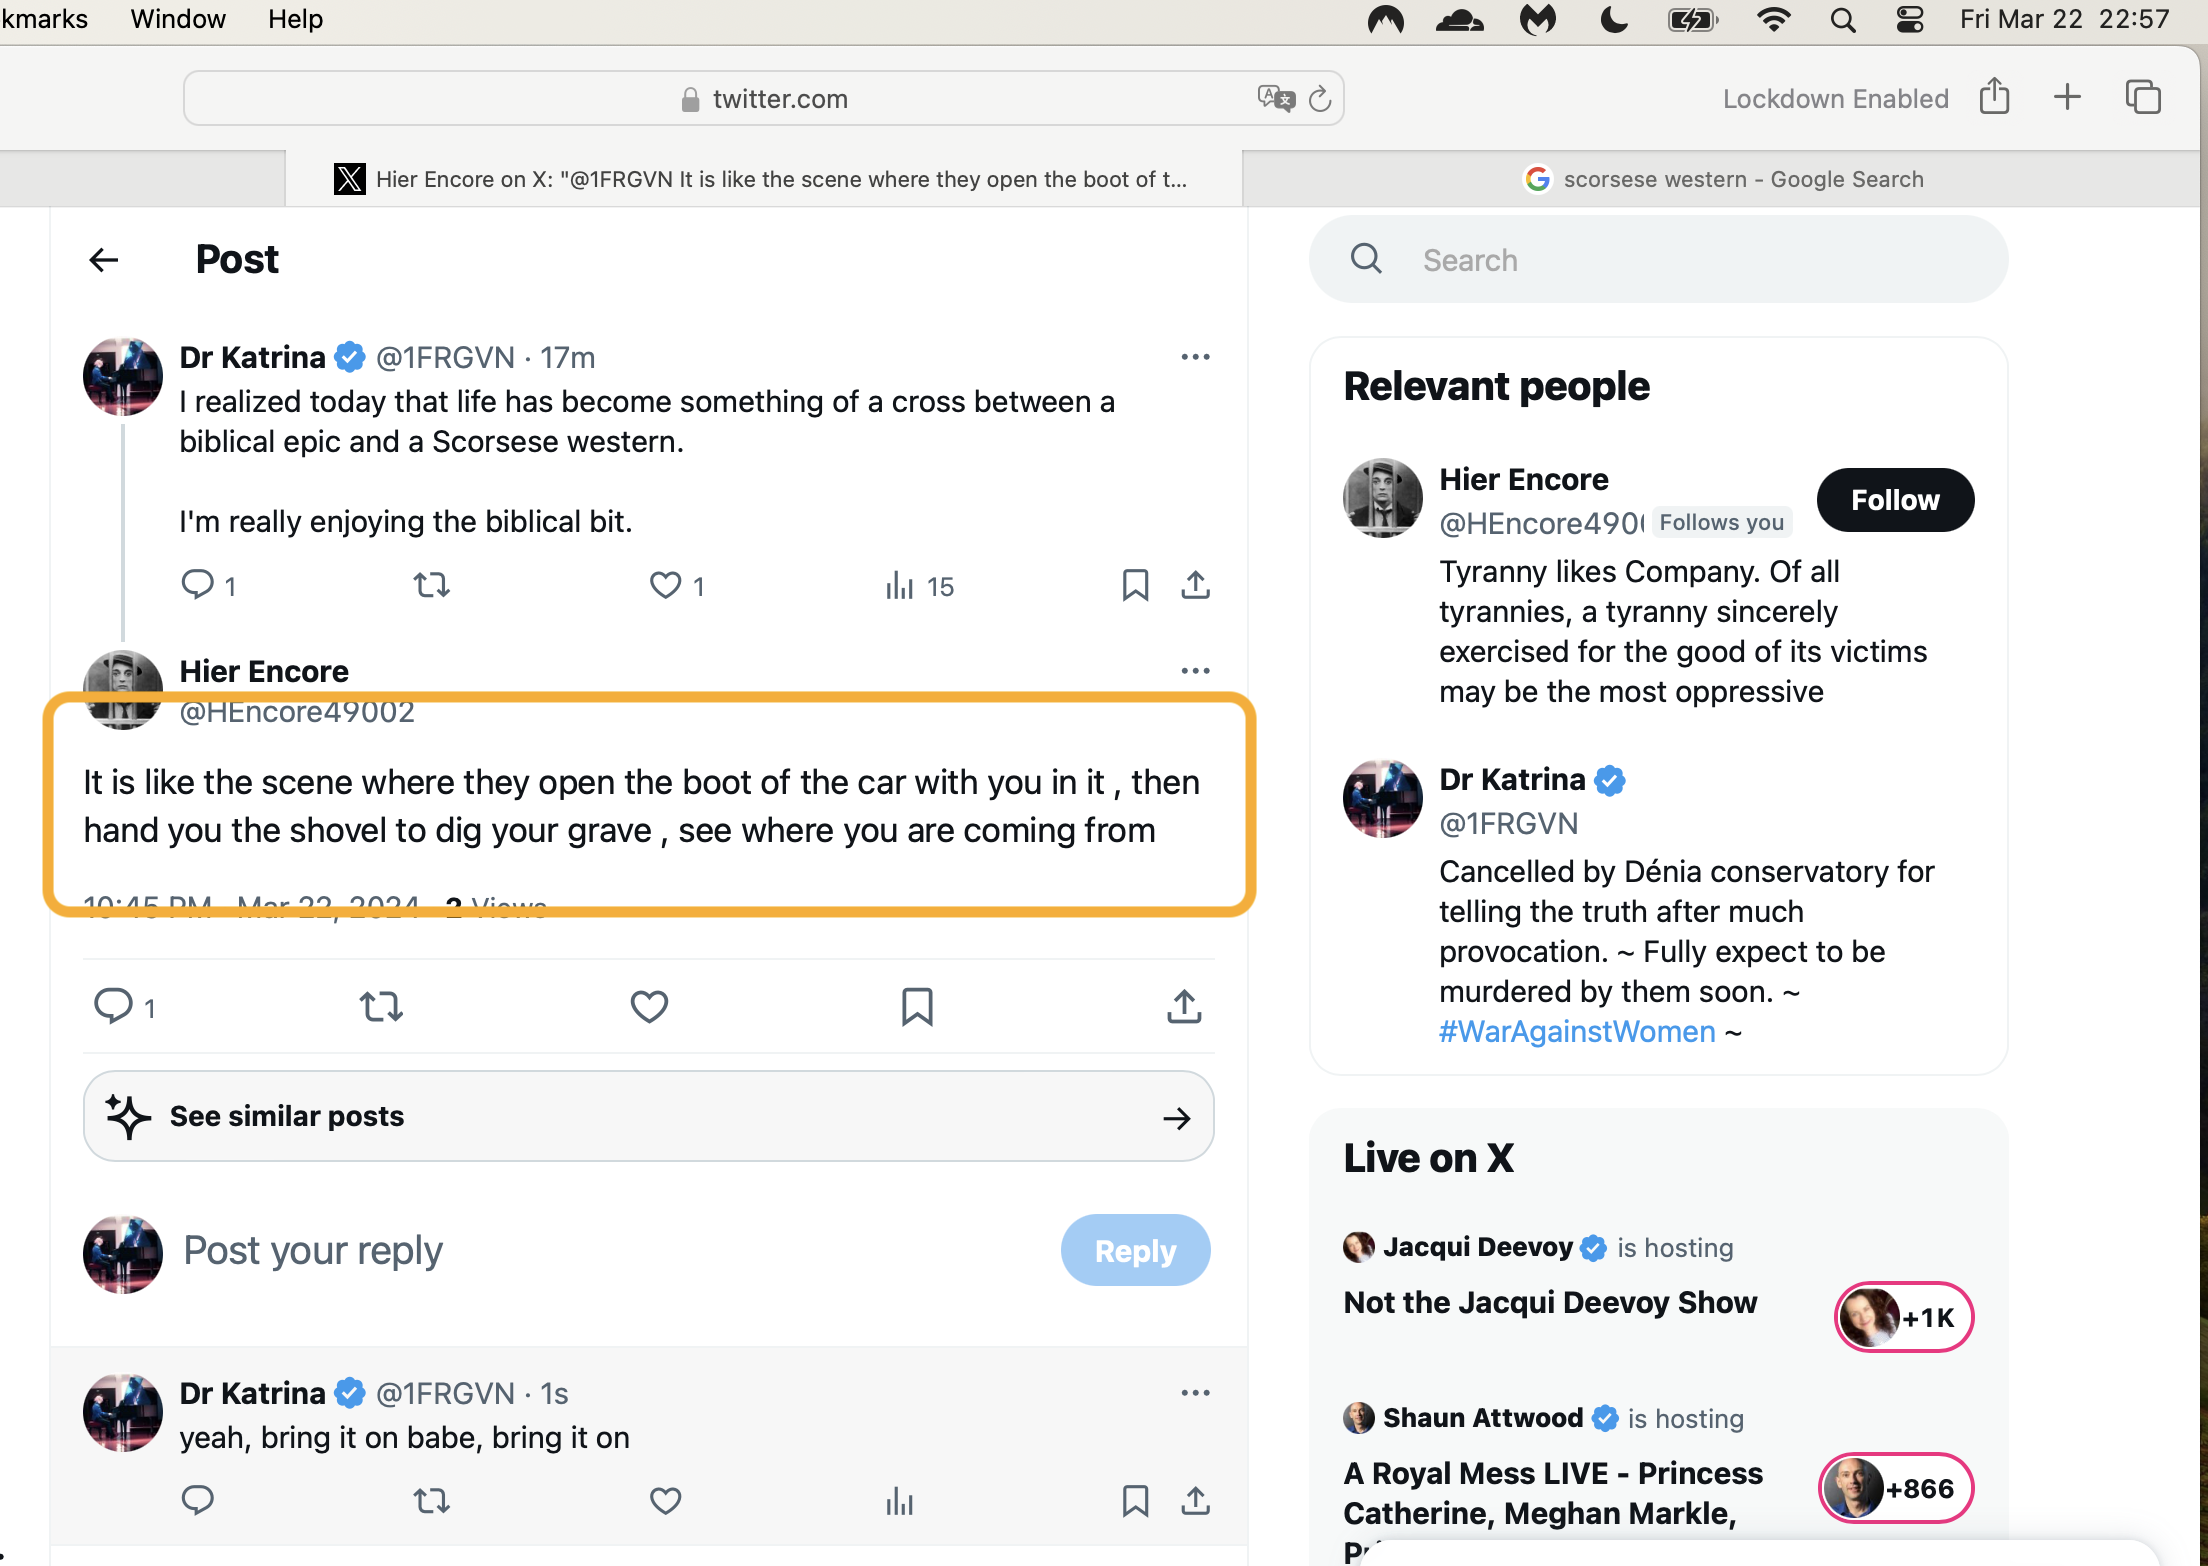 kmarks Window Help Fri Mar 22 22:57
twitter.com Lockdown Enabled
Hier Encore on X: "@1FRGVN It is like the scene where they open the boot of t...
scorsese western - Google Search
Post
Dr Katrina @1FRGVN · 17m
I realized today that life has become something of a cross between a
biblical epic and a Scorsese western.
I'm really enjoying the biblical bit.
1 1 15
Hier Encore
@HEncore49002
It is like the scene where they open the boot of the car with you in it , then
hand you the shovel to dig your grave , see where you are coming from
10:45 PM · Mar 22, 2024 · 2 Views
1
See similar posts
Post your reply
Reply
Dr Katrina @1FRGVN · 1s
yeah, bring it on babe, bring it on
Search
Relevant people
Hier Encore
@HEncore490 Follows you
Follow
Tyranny likes Company. Of all
tyrannies, a tyranny sincerely
exercised for the good of its victims
may be the most oppressive
Dr Katrina
@1FRGVN
Cancelled by Dénia conservatory for
telling the truth after much
provocation. ~ Fully expect to be
murdered by them soon. ~
#WarAgainstWomen ~
Live on X
Jacqui Deevoy is hosting
Not the Jacqui Deevoy Show
+1K
Shaun Attwood is hosting
A Royal Mess LIVE - Princess
Catherine, Meghan Markle,
+866